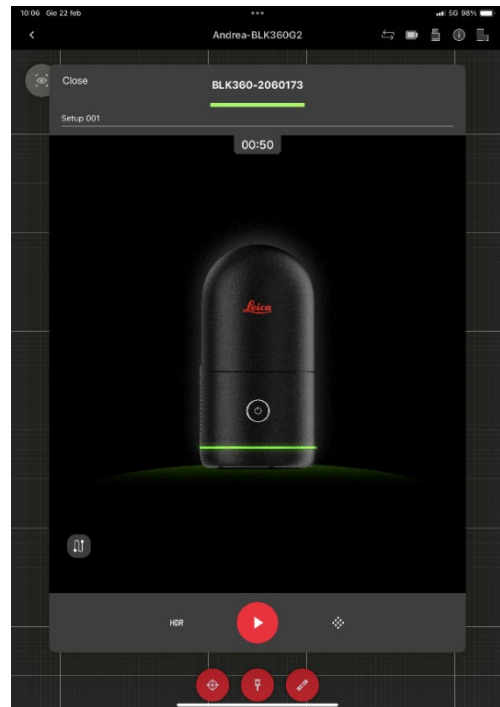 10:06 Gio 22 feb
5G 98%
Andrea-BLK360G2
Close
BLK360-2060173
Setup 001
00:50
Leica
HDR